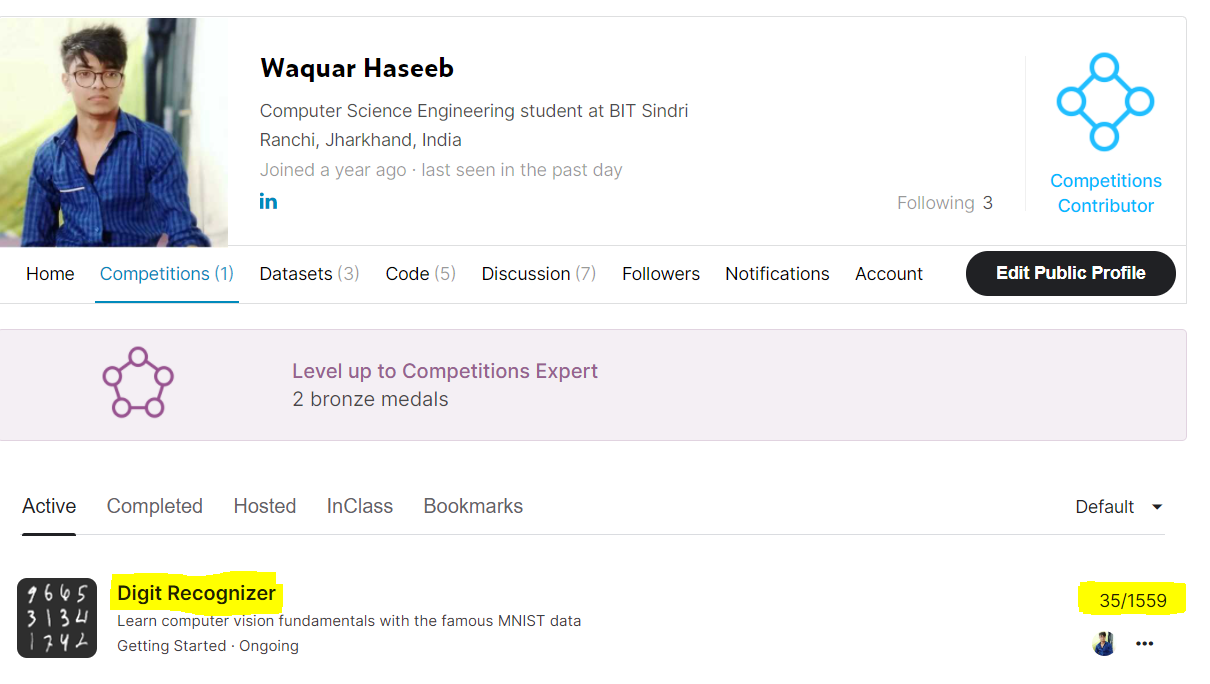 Waquar Haseeb
Computer Science Engineering student at BIT Sindri
Ranchi, Jharkhand, India
Joined a year ago · last seen in the past day
in
Following 3
Competitions
Contributor
Home Competitions (1) Datasets (3) Code (5) Discussion (7) Followers Notifications Account Edit Public Profile
Level up to Competitions Expert
2 bronze medals
Active Completed Hosted InClass Bookmarks Default
9665
3134
1742
Digit Recognizer
35/1559
Learn computer vision fundamentals with the famous MNIST data
Getting Started · Ongoing